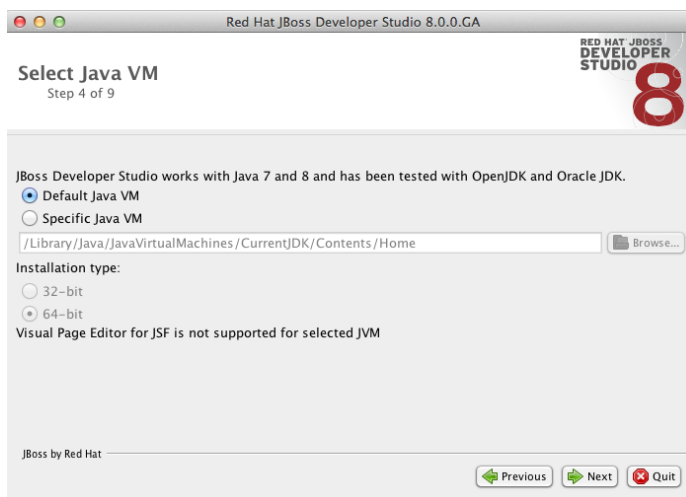 Red Hat JBoss Developer Studio 8.0.0.GA
RED HAT® JBOSS®
DEVELOPER
STUDIO
8
Select Java VM
Step 4 of 9
JBoss Developer Studio works with Java 7 and 8 and has been tested with OpenJDK and Oracle JDK.
Default Java VM
Specific Java VM
/Library/Java/JavaVirtualMachines/CurrentJDK/Contents/Home
Browse...
Installation type:
32-bit
64-bit
Visual Page Editor for JSF is not supported for selected JVM
JBoss by Red Hat
Previous
Next
Quit